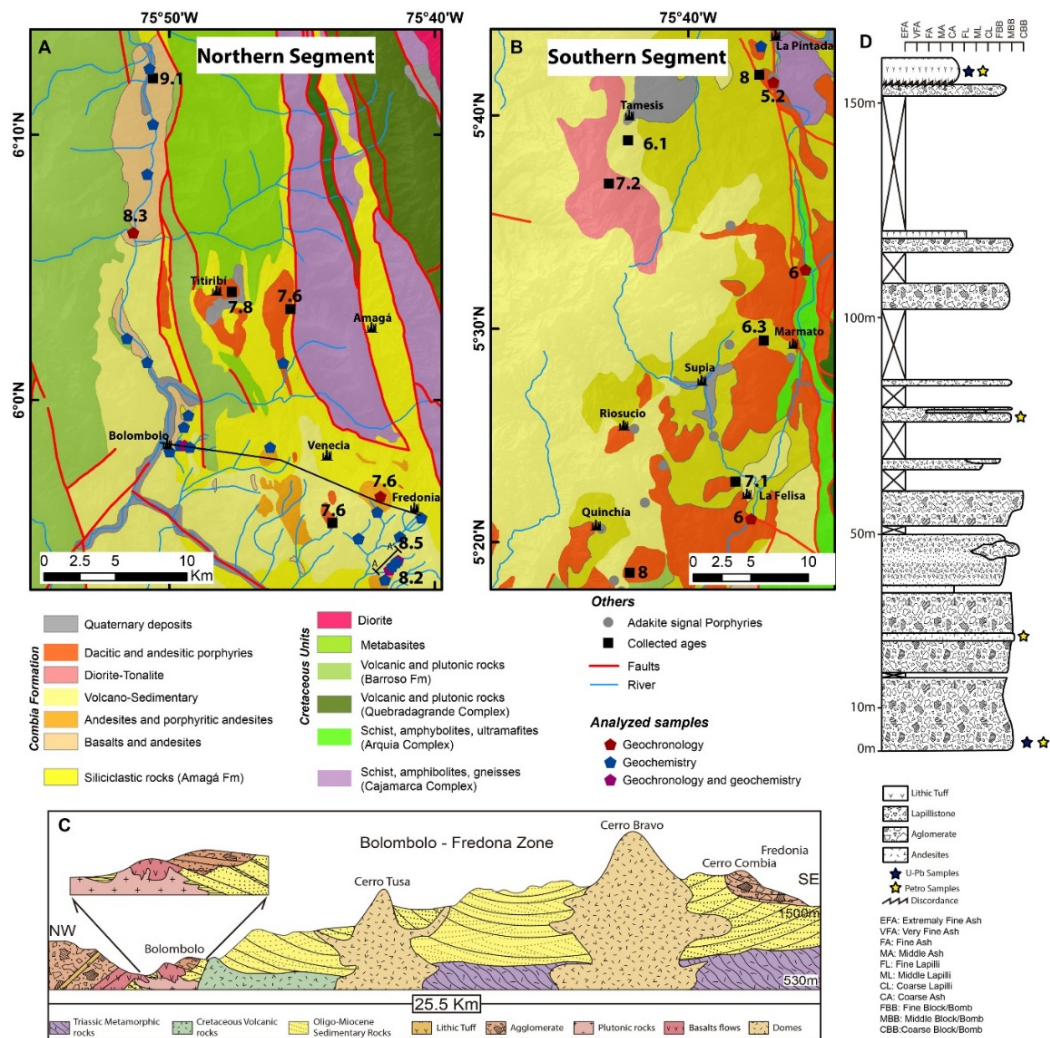 75°50'W
75°40'W
A
Northern Segment
6°10'N
6°0'N
9.1
8.3
Titiribí
7.8
7.6
Amagá
Bolombolo
Venecia
7.6
Fredonia
7.6
8.5
A'
A
8.2
0 2.5 5 10
Km
75°40'W
B
Southern Segment
5°40'N
5°30'N
5°20'N
La Pintada
8
5.2
Tamesis
6.1
7.2
6
6.3
Marmato
Supia
Riosucio
7.1
La Felisa
Quinchía
6
8
0 2.5 5 10
D
EFA
VFA
FA
MA
CA
FL
ML
CL
FBB
MBB
CBB
150m
100m
50m
10m
0m
Combia Formation
Quaternary deposits
Dacitic and andesitic porphyries
Diorite-Tonalite
Volcano-Sedimentary
Andesites and porphyritic andesites
Basalts and andesites
Siliciclastic rocks (Amagá Fm)
Cretaceous Units
Diorite
Metabasites
Volcanic and plutonic rocks
(Barroso Fm)
Volcanic and plutonic rocks
(Quebradagrande Complex)
Schist, amphybolites, ultramafites
(Arquia Complex)
Schist, amphibolites, gneisses
(Cajamarca Complex)
Others
Adakite signal Porphyries
Collected ages
Faults
River
Analyzed samples
Geochronology
Geochemistry
Geochronology and geochemistry
Lithic Tuff
Lapillistone
Aglomerate
Andesites
U-Pb Samples
Petro Samples
Discordance
EFA: Extremaly Fine Ash
VFA: Very Fine Ash
FA: Fine Ash
MA: Middle Ash
FL: Fine Lapilli
ML: Middle Lapilli
CL: Coarse Lapilli
CA: Coarse Ash
FBB: Fine Block/Bomb
MBB: Middle Block/Bomb
CBB:Coarse Block/Bomb
C
Bolombolo - Fredona Zone
Cerro Bravo
Cerro Tusa
Cerro Combia
Fredonia
SE
NW
Bolombolo
1500m
530m
25.5 Km
Triassic Metamorphic
rocks
Cretaceous Volcanic
rocks
Oligo-Miocene
Sedimentary Rocks
Lithic Tuff
Agglomerate
Plutonic rocks
Basalts flows
Domes